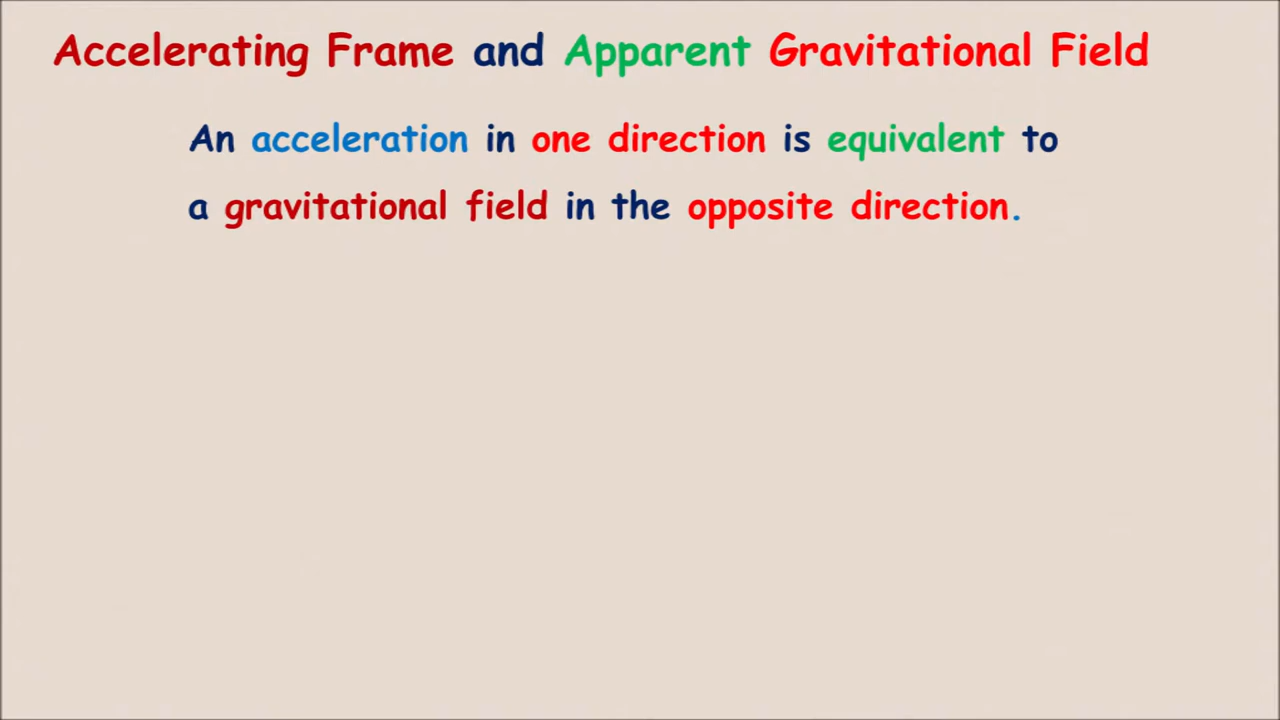 Accelerating Frame and Apparent Gravitational Field
An acceleration in one direction is equivalent to
a gravitational field in the opposite direction.